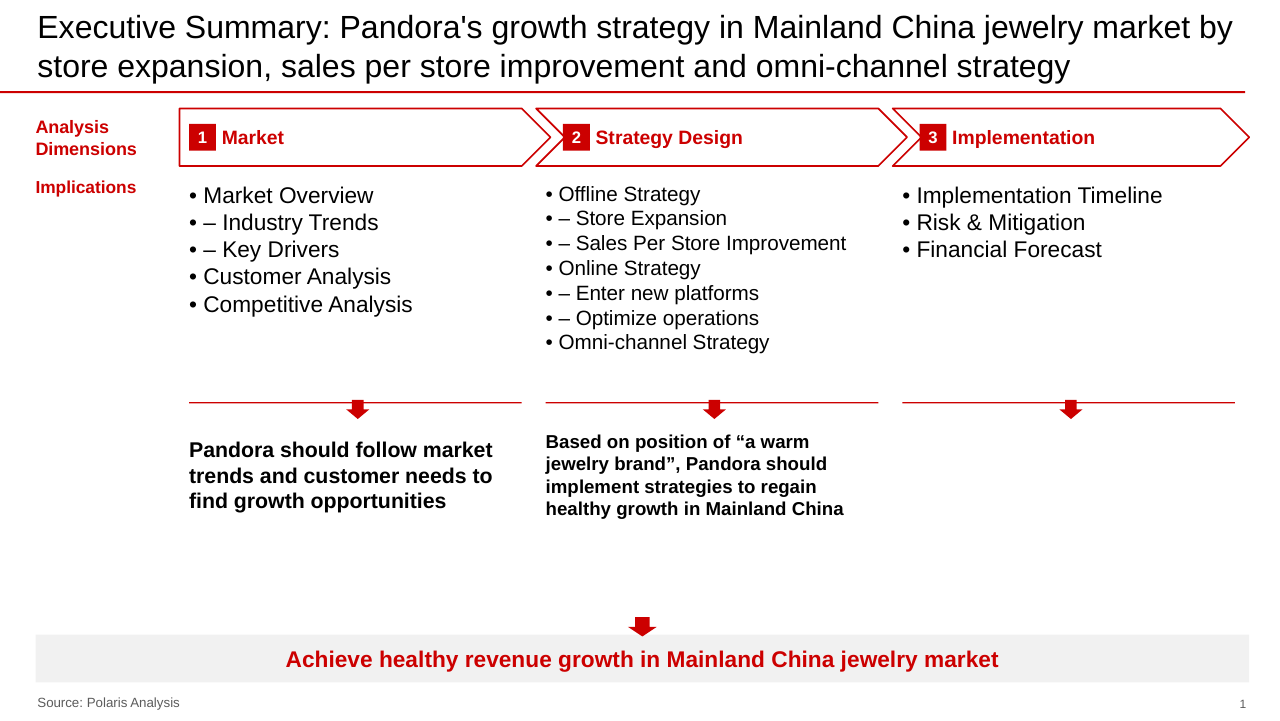 Executive Summary: Pandora's growth strategy in Mainland China jewelry market by
store expansion, sales per store improvement and omni-channel strategy
Analysis
Dimensions
1 Market
2 Strategy Design
3 Implementation
Implications
• Market Overview
• – Industry Trends
• – Key Drivers
• Customer Analysis
• Competitive Analysis
• Offline Strategy
• – Store Expansion
• – Sales Per Store Improvement
• Online Strategy
• – Enter new platforms
• – Optimize operations
• Omni-channel Strategy
• Implementation Timeline
• Risk & Mitigation
• Financial Forecast
Pandora should follow market
trends and customer needs to
find growth opportunities
Based on position of “a warm
jewelry brand”, Pandora should
implement strategies to regain
healthy growth in Mainland China
Achieve healthy revenue growth in Mainland China jewelry market
Source: Polaris Analysis
1